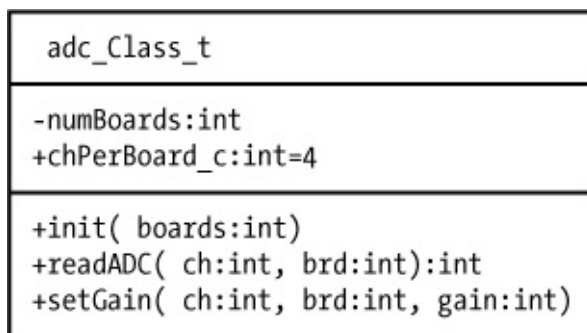 adc_Class_t
-numBoards:int
+chPerBoard_c:int=4
+init( boards:int)
+readADC( ch:int, brd:int):int
+setGain( ch:int, brd:int, gain:int)